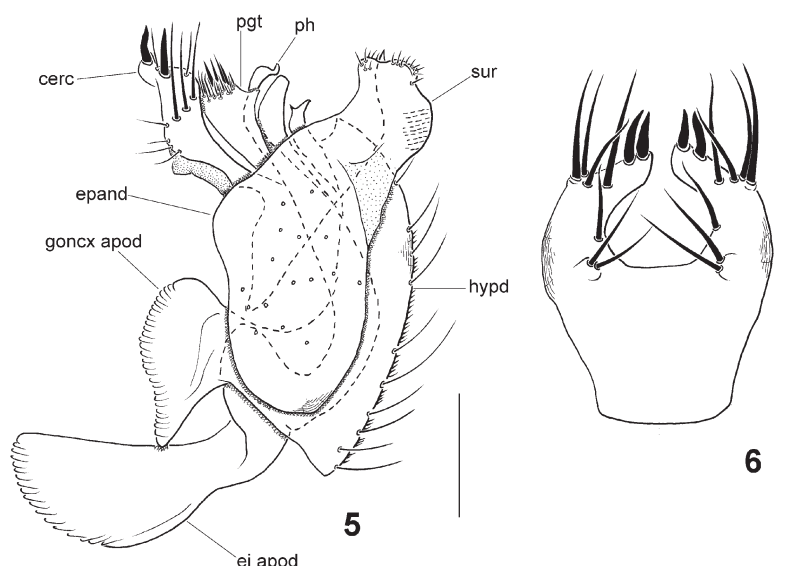 pgt
ph
cerc
sur
epand
goncx apod
hypd
5
6
ej apod